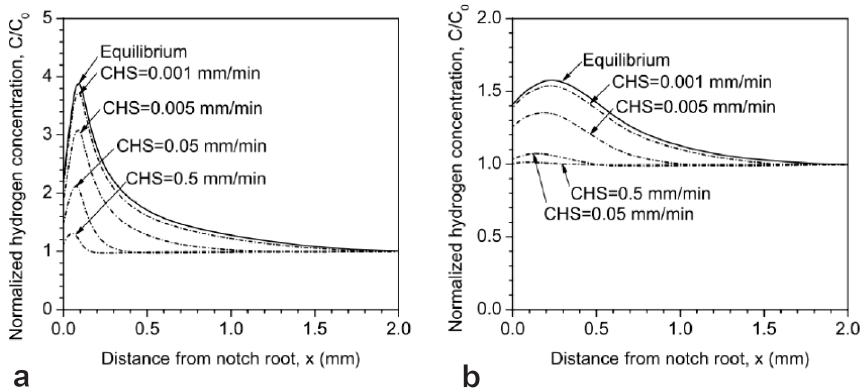 Normalized hydrogen concentration, C/C0
5
4
3
2
1
0
Equilibrium
CHS=0.001 mm/min
CHS=0.005 mm/min
CHS=0.05 mm/min
CHS=0.5 mm/min
0.0 0.5 1.0 1.5 2.0
Distance from notch root, x (mm)
a
Normalized hydrogen concentration, C/C0
2.0
1.5
1.0
0.5
0.0
Equilibrium
CHS=0.001 mm/min
CHS=0.005 mm/min
CHS=0.5 mm/min
CHS=0.05 mm/min
0.0 0.5 1.0 1.5 2.0
Distance from notch root, x (mm)
b